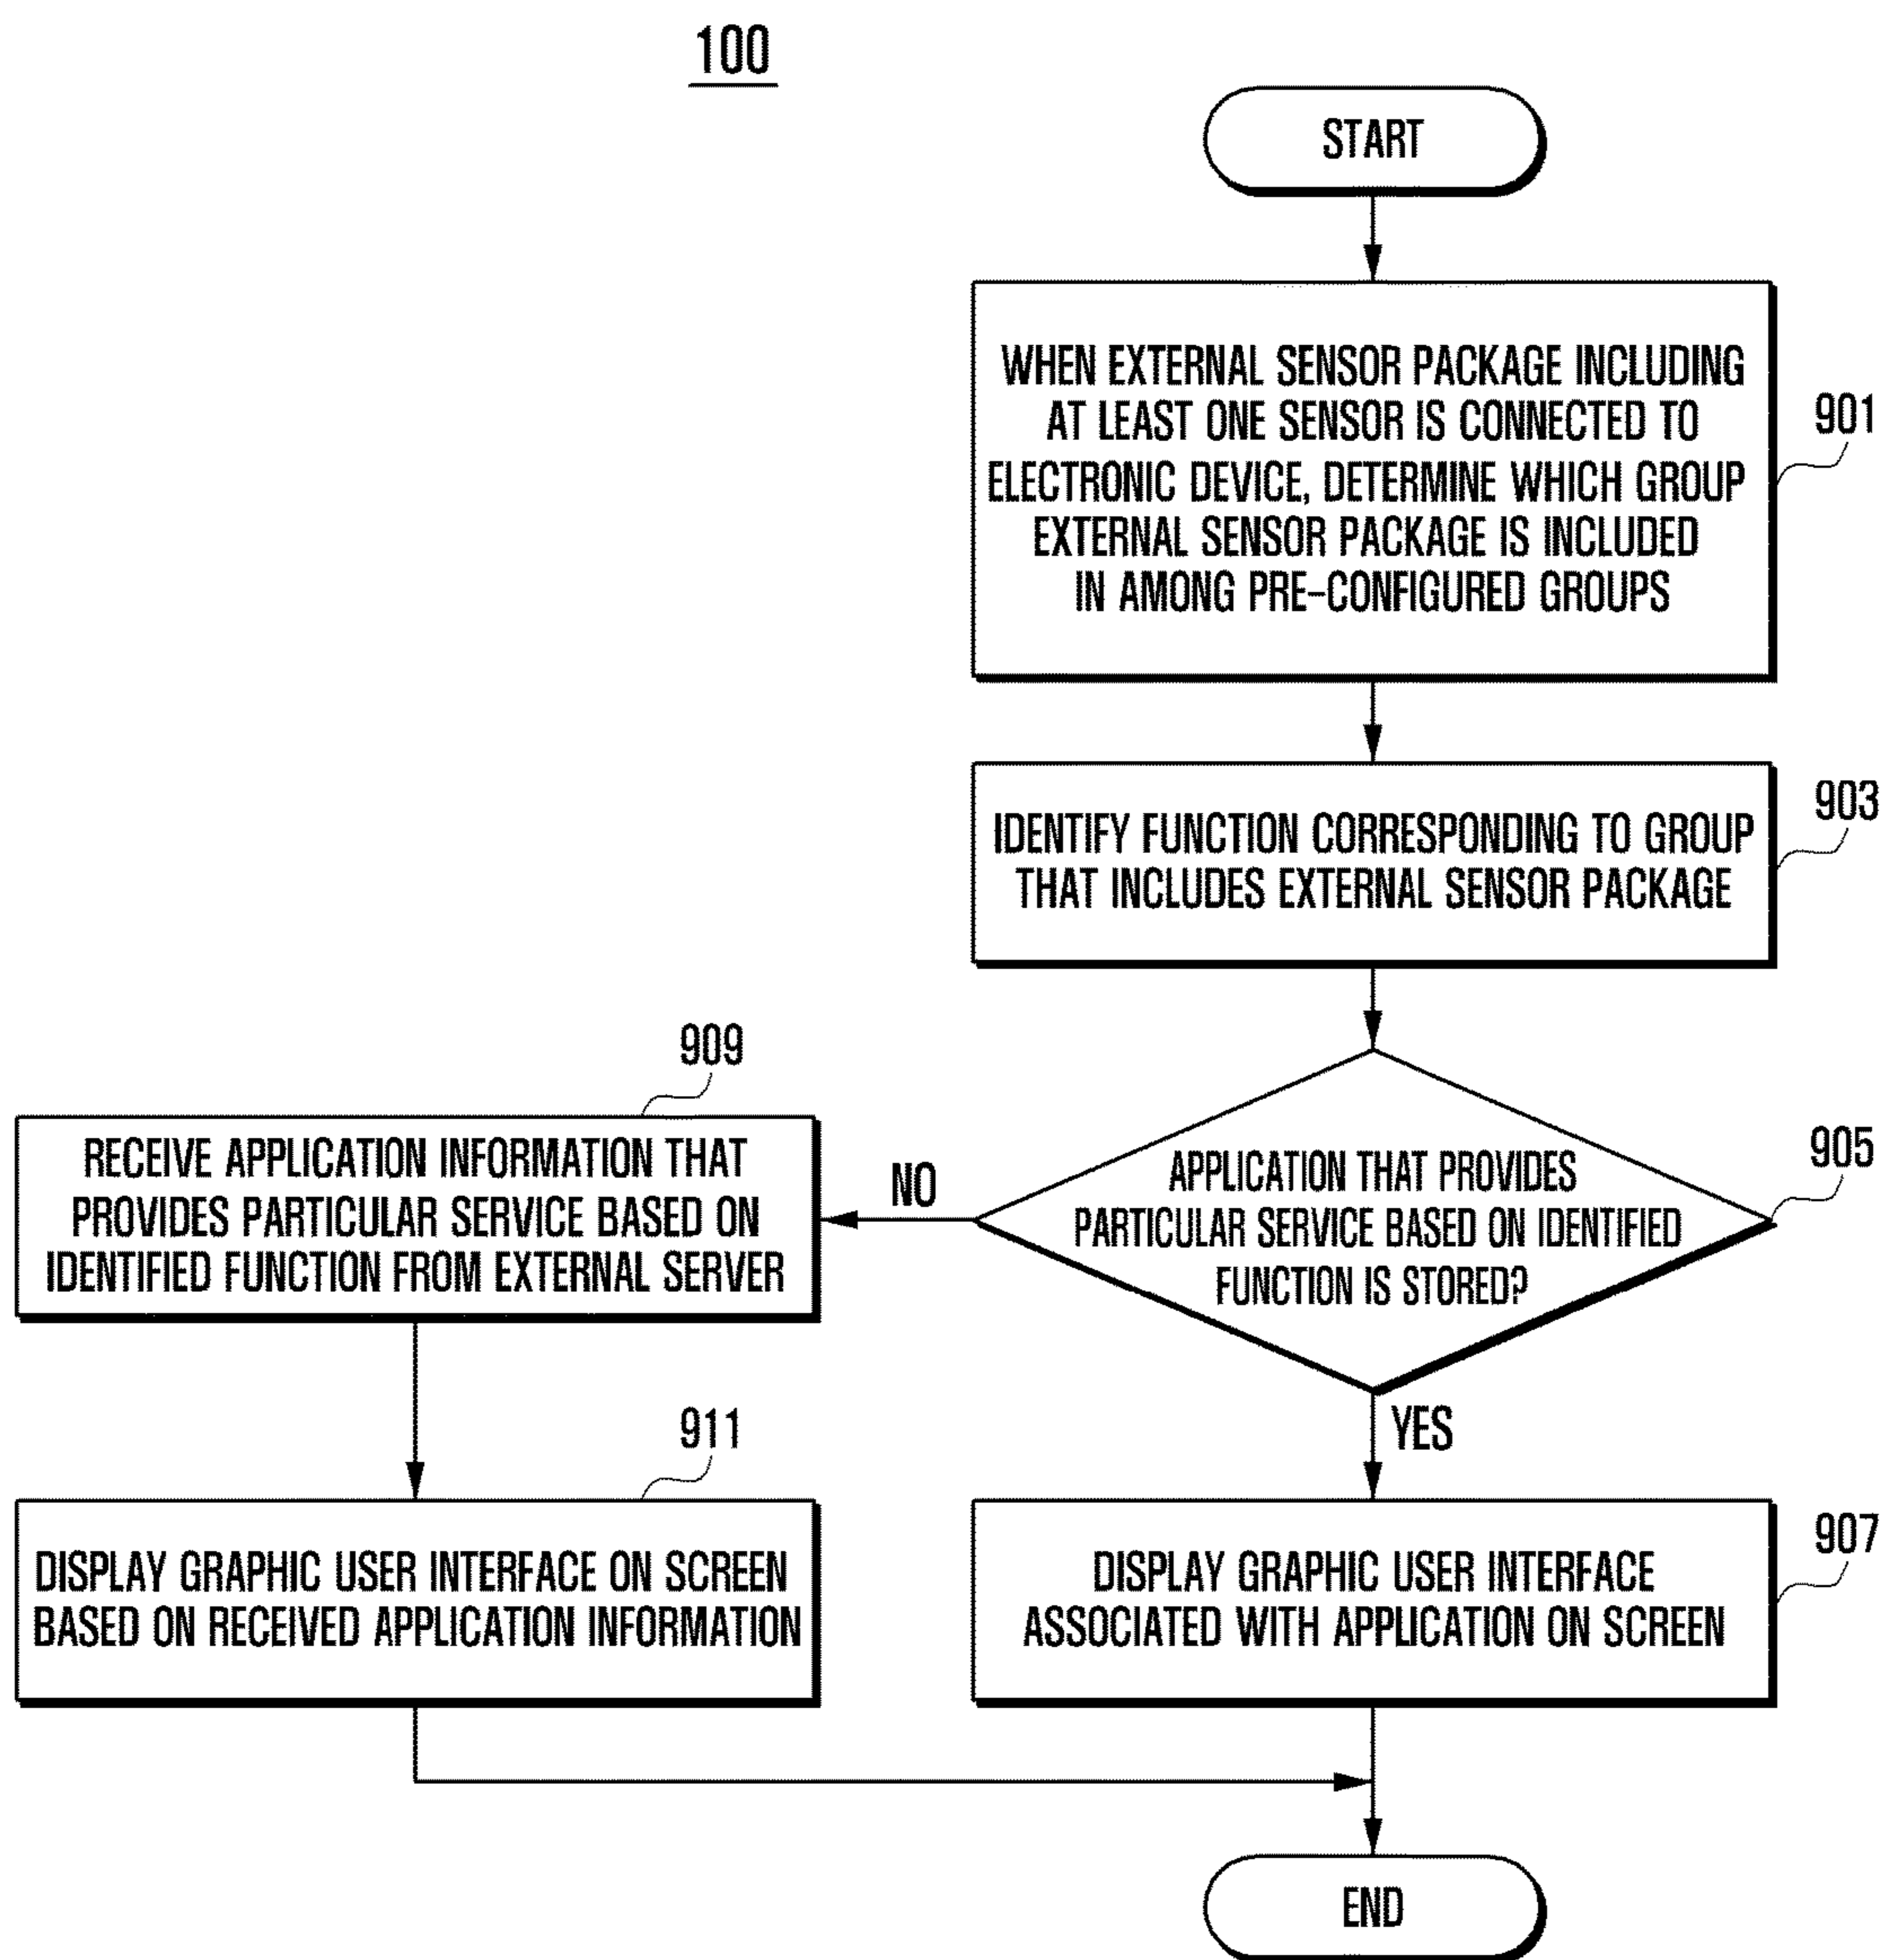 100
START
WHEN EXTERNAL SENSOR PACKAGE INCLUDING
AT LEAST ONE SENSOR IS CONNECTED TO
ELECTRONIC DEVICE, DETERMINE WHICH GROUP
EXTERNAL SENSOR PACKAGE IS INCLUDED
IN AMONG PRE-CONFIGURED GROUPS
901
IDENTIFY FUNCTION CORRESPONDING TO GROUP
THAT INCLUDES EXTERNAL SENSOR PACKAGE
903
APPLICATION THAT PROVIDES
PARTICULAR SERVICE BASED ON IDENTIFIED
FUNCTION IS STORED?
905
NO
909
RECEIVE APPLICATION INFORMATION THAT
PROVIDES PARTICULAR SERVICE BASED ON
IDENTIFIED FUNCTION FROM EXTERNAL SERVER
YES
911
DISPLAY GRAPHIC USER INTERFACE ON SCREEN
BASED ON RECEIVED APPLICATION INFORMATION
DISPLAY GRAPHIC USER INTERFACE
ASSOCIATED WITH APPLICATION ON SCREEN
907
END